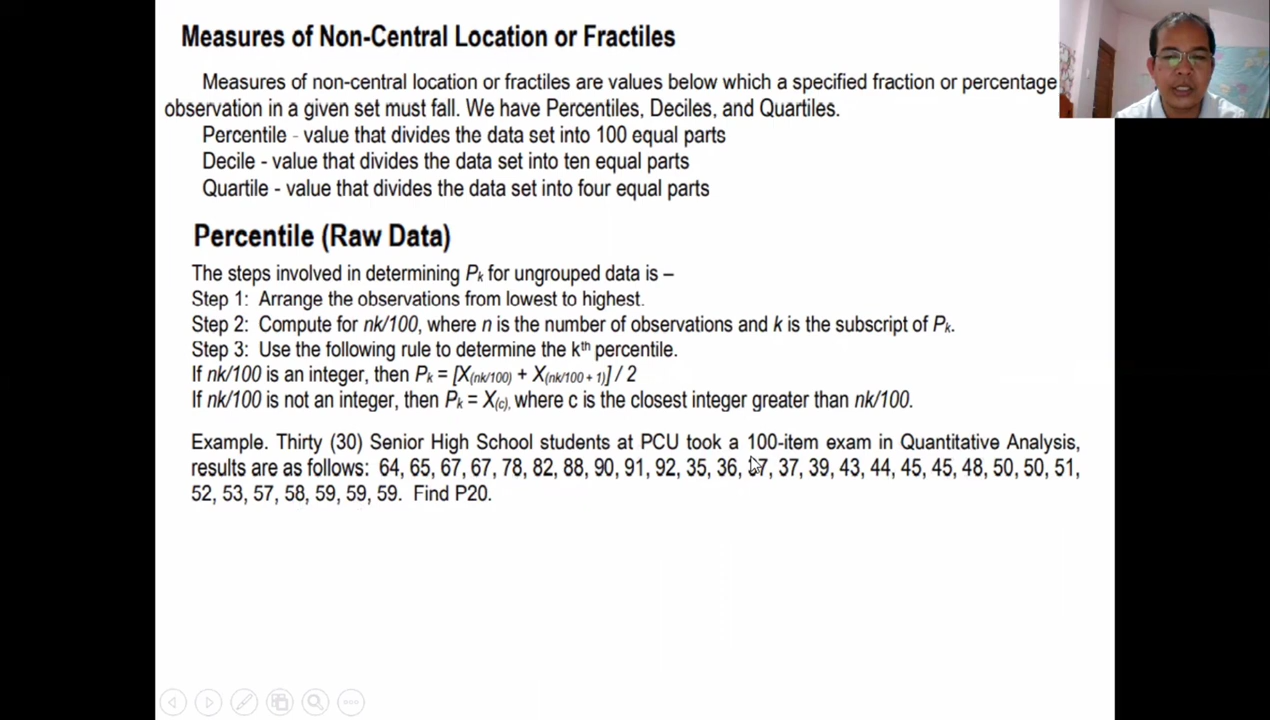 Measures of Non-Central Location or Fractiles
Measures of non-central location or fractiles are values below which a specified fraction or percentage
observation in a given set must fall. We have Percentiles, Deciles, and Quartiles.
Percentile - value that divides the data set into 100 equal parts
Decile - value that divides the data set into ten equal parts
Quartile - value that divides the data set into four equal parts
Percentile (Raw Data)
The steps involved in determining Pk for ungrouped data is –
Step 1: Arrange the observations from lowest to highest.
Step 2: Compute for nk/100, where n is the number of observations and k is the subscript of Pk.
Step 3: Use the following rule to determine the kth percentile.
If nk/100 is an integer, then Pk = [X(nk/100) + X(nk/100 + 1)] / 2
If nk/100 is not an integer, then Pk = X(c), where c is the closest integer greater than nk/100.
Example. Thirty (30) Senior High School students at PCU took a 100-item exam in Quantitative Analysis,
results are as follows: 64, 65, 67, 67, 78, 82, 88, 90, 91, 92, 35, 36, 37, 37, 39, 43, 44, 45, 45, 48, 50, 50, 51,
52, 53, 57, 58, 59, 59, 59. Find P20.